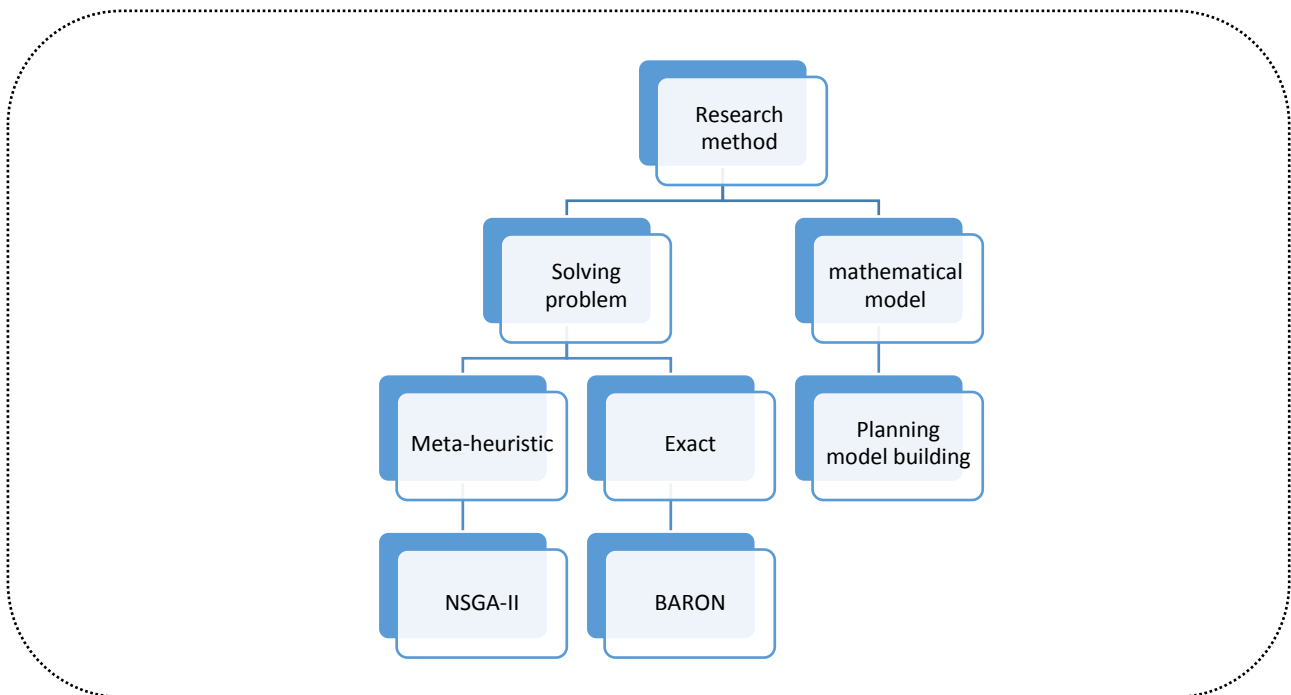 Research
method
Solving
problem
mathematical
model
Meta-heuristic
Exact
Planning
model building
NSGA-II
BARON